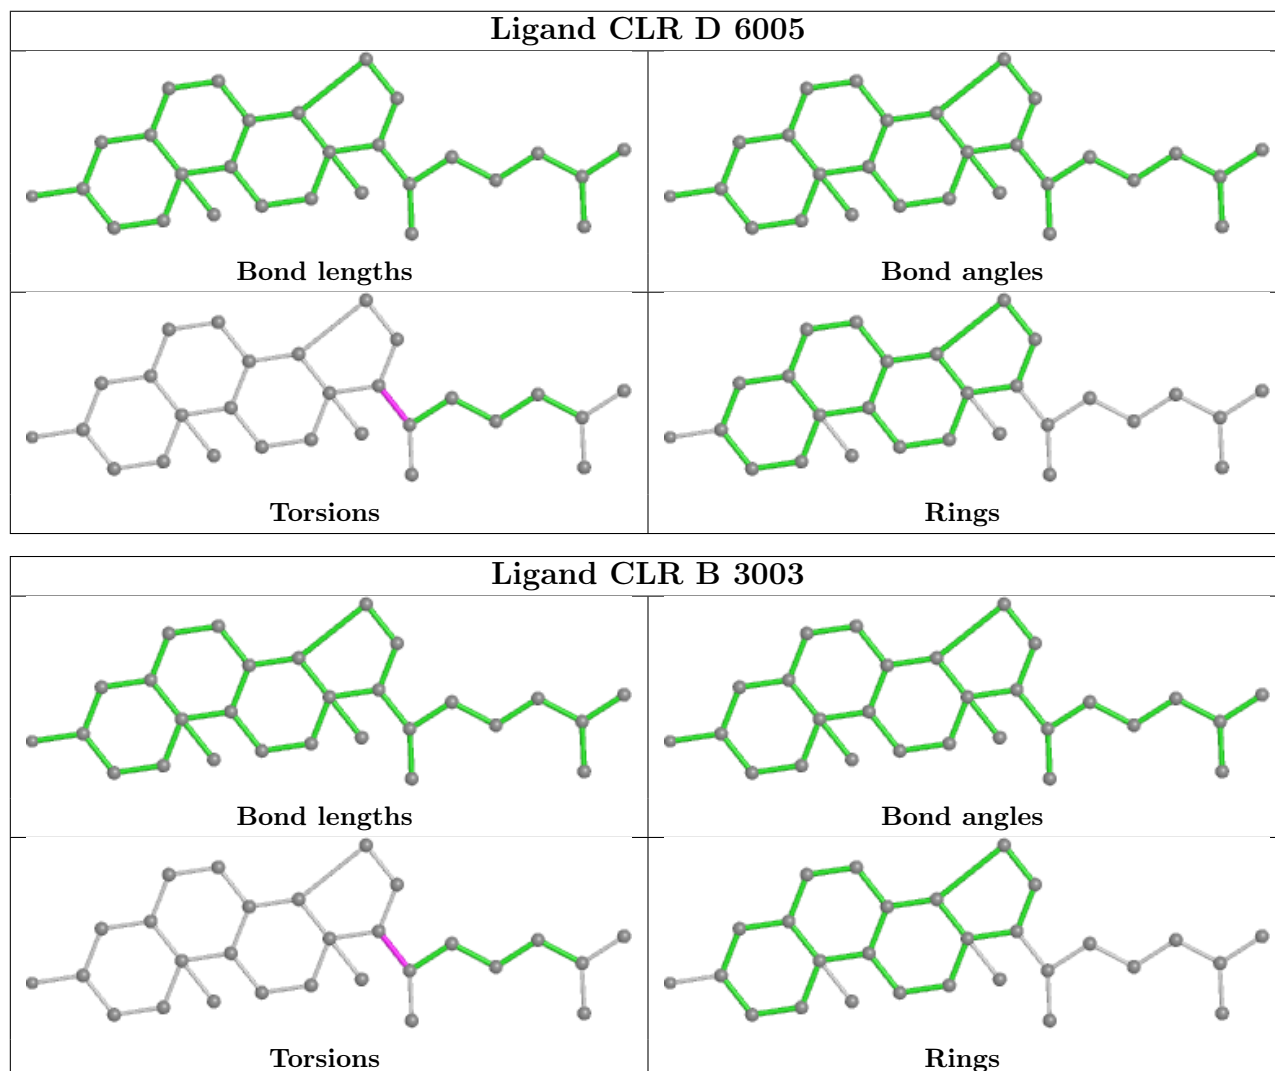 Ligand CLR D 6005
Bond lengths
Bond angles
Torsions
Rings
Ligand CLR B 3003
Bond lengths
Bond angles
Torsions
Rings